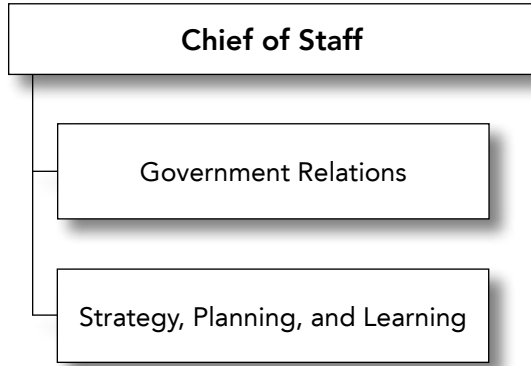 Chief of Staff
Government Relations
Strategy, Planning, and Learning